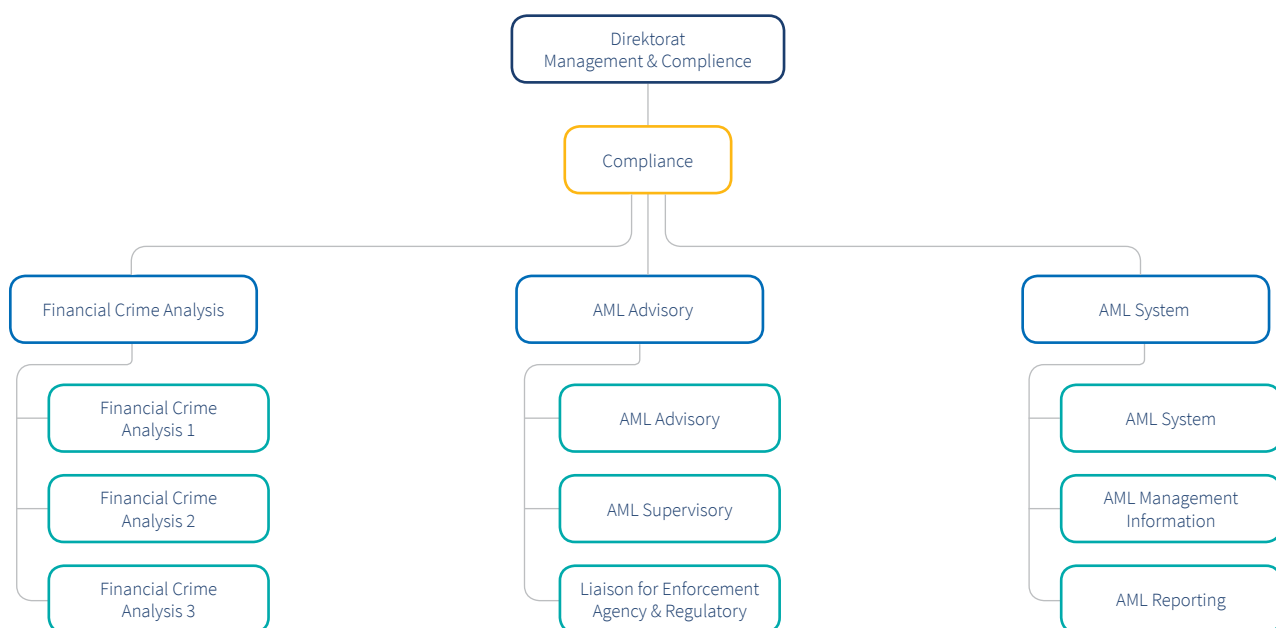 Direktorat
Management & Complience
Compliance
Financial Crime Analysis
AML Advisory
AML System
Financial Crime
Analysis 1
AML Advisory
AML System
Financial Crime
Analysis 2
AML Supervisory
AML Management
Information
Financial Crime
Analysis 3
Liaison for Enforcement
Agency & Regulatory
AML Reporting